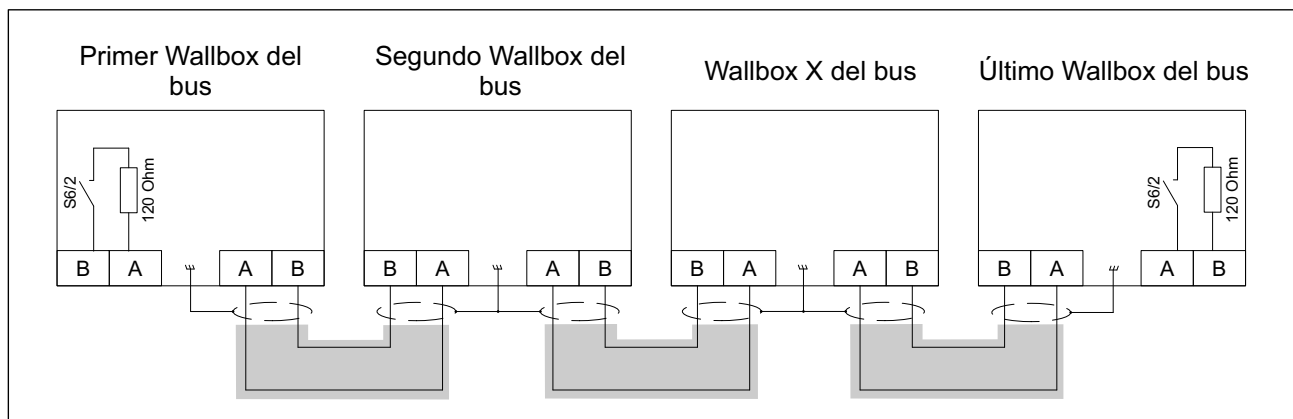 Primer Wallbox del
bus
Segundo Wallbox del
bus
Wallbox X del bus
Último Wallbox del bus
S6/2
120 Ohm
S6/2
120 Ohm
B A A B
B A A B
B A A B
B A A B